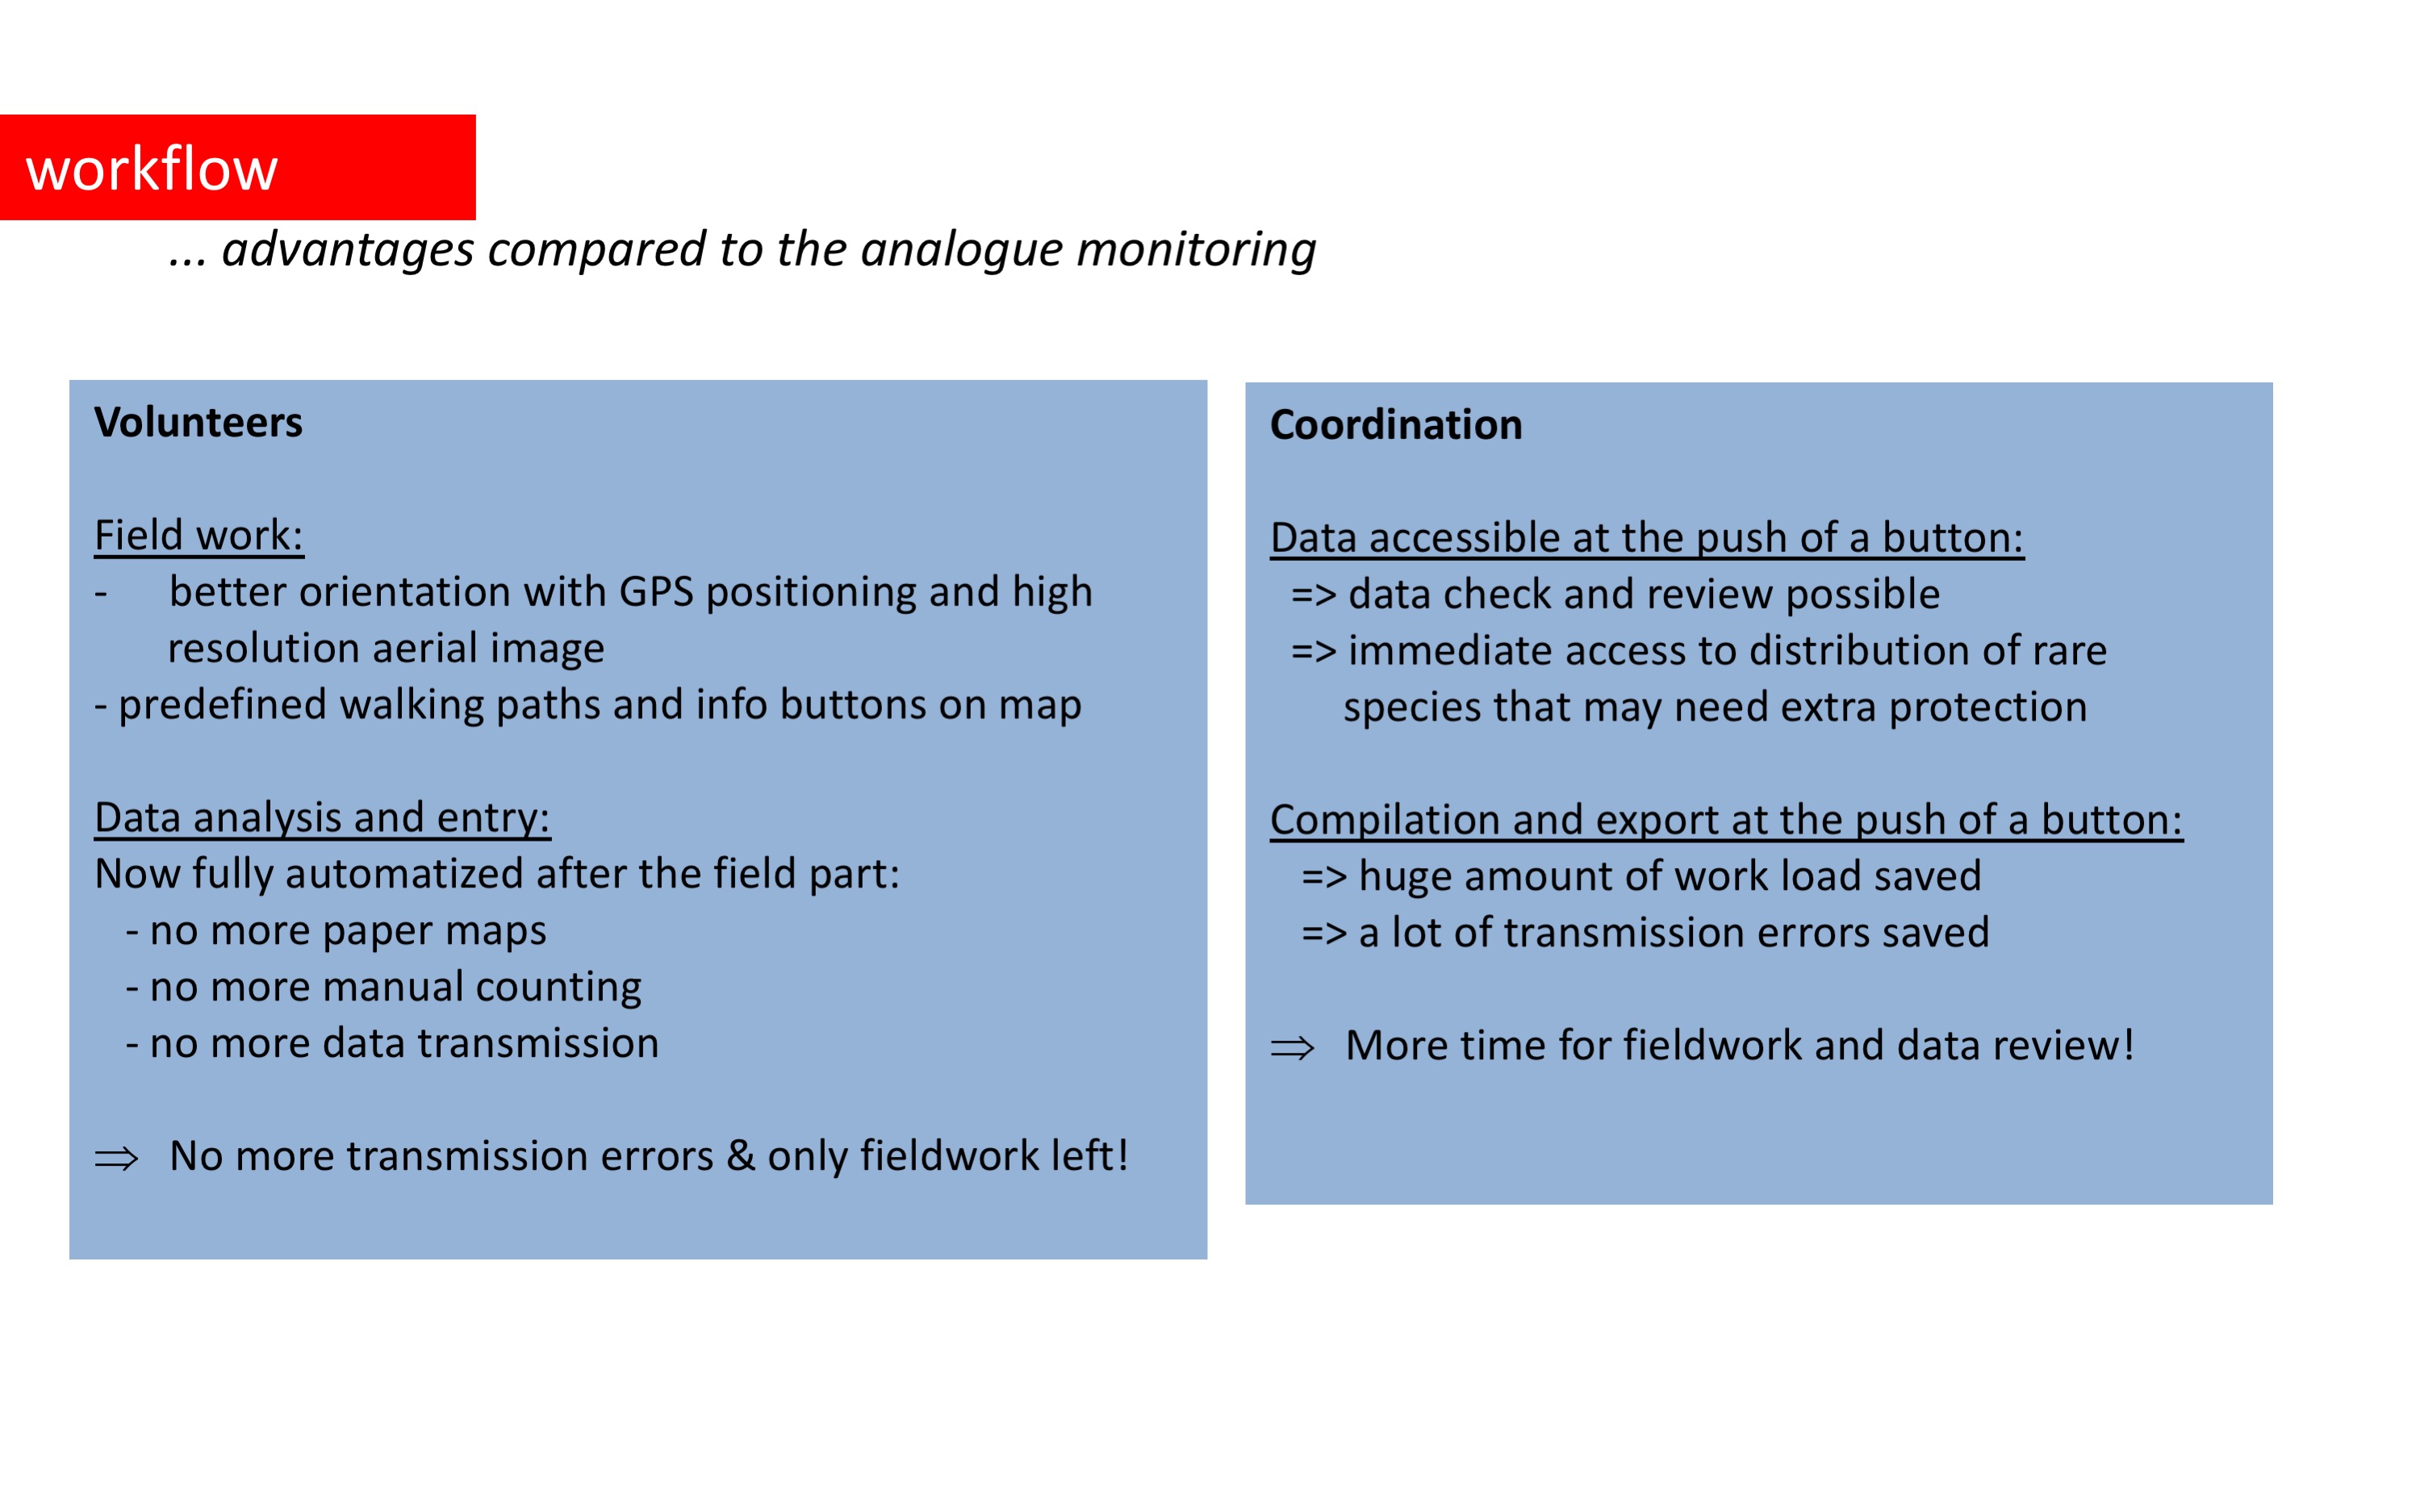 workflow
... advantages compared to the analogue monitoring
Volunteers
Field work:
- better orientation with GPS positioning and high
resolution aerial image
- predefined walking paths and info buttons on map
Data analysis and entry:
Now fully automatized after the field part:
- no more paper maps
- no more manual counting
- no more data transmission
⇒ No more transmission errors & only fieldwork left!
Coordination
Data accessible at the push of a button:
=> data check and review possible
=> immediate access to distribution of rare
species that may need extra protection
Compilation and export at the push of a button:
=> huge amount of work load saved
=> a lot of transmission errors saved
⇒ More time for fieldwork and data review!